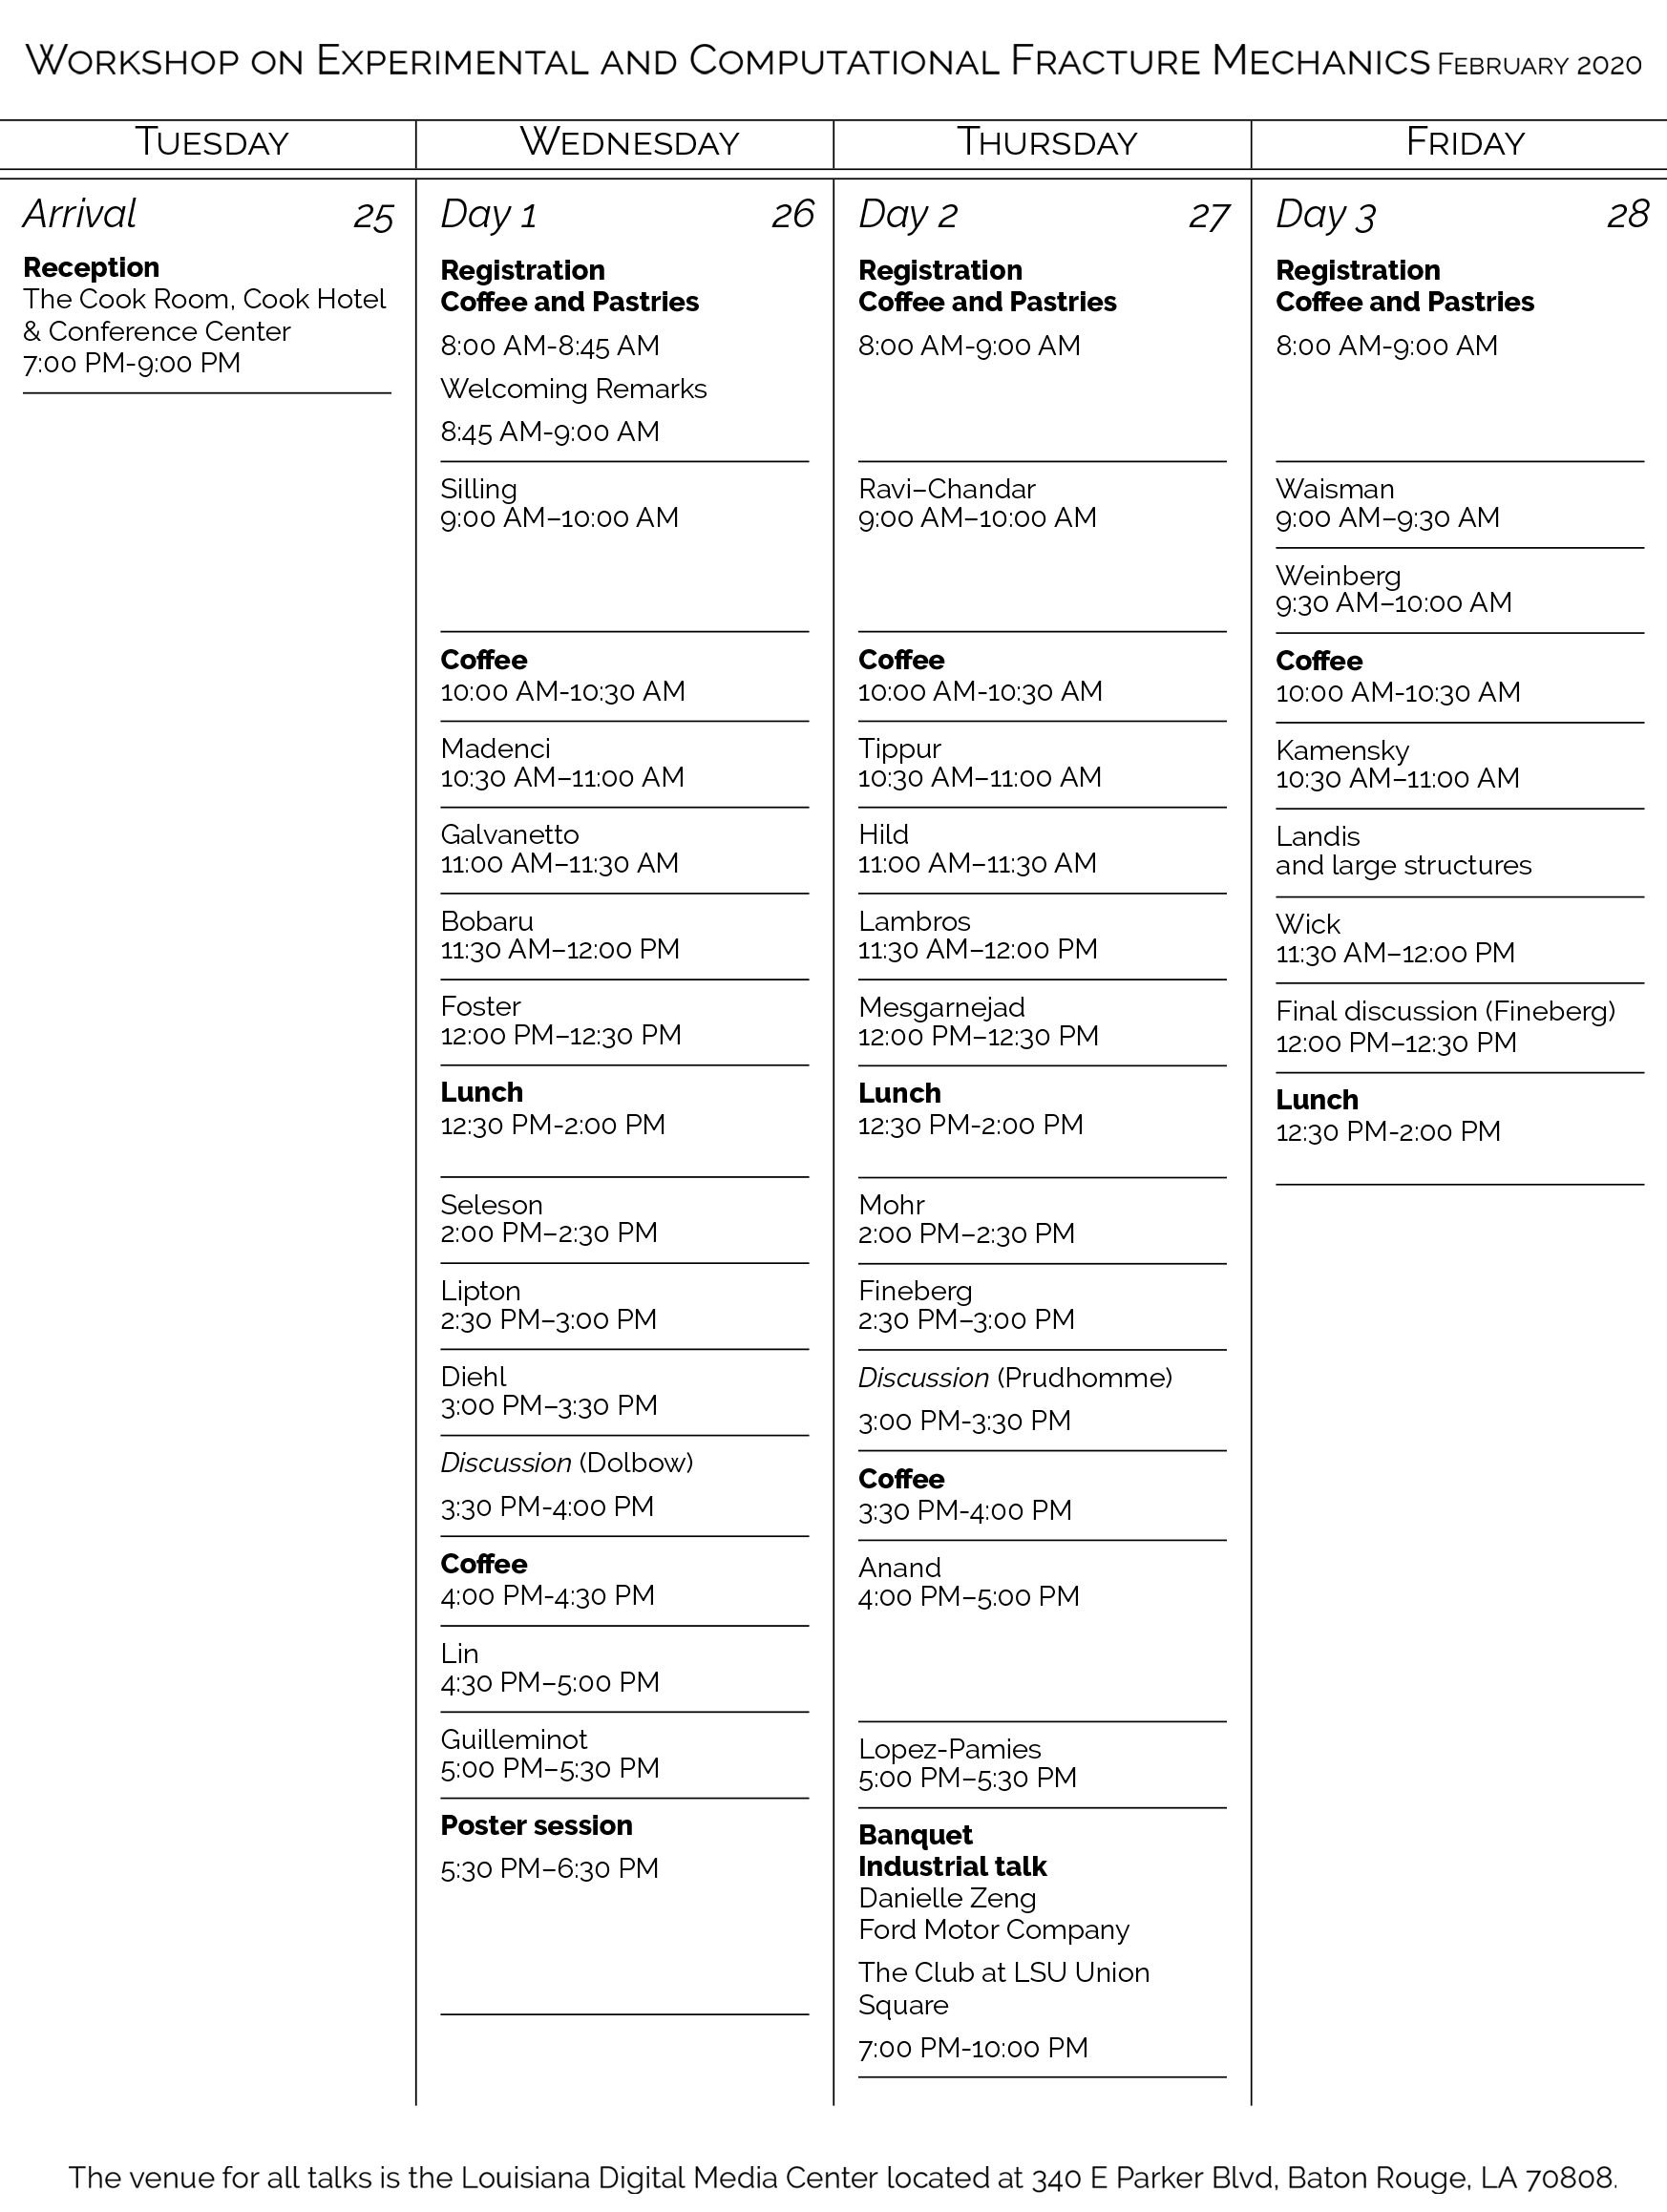 Workshop on Experimental and Computational Fracture Mechanics February 2020
Tuesday
Arrival 25
Reception
The Cook Room, Cook Hotel
& Conference Center
7:00 PM-9:00 PM
Wednesday
Day 1 26
Registration
Coffee and Pastries
8:00 AM-8:45 AM
Welcoming Remarks
8:45 AM-9:00 AM
Silling
9:00 AM–10:00 AM
Coffee
10:00 AM-10:30 AM
Madenci
10:30 AM–11:00 AM
Galvanetto
11:00 AM–11:30 AM
Bobaru
11:30 AM–12:00 PM
Foster
12:00 PM–12:30 PM
Lunch
12:30 PM-2:00 PM
Seleson
2:00 PM–2:30 PM
Lipton
2:30 PM–3:00 PM
Diehl
3:00 PM–3:30 PM
Discussion (Dolbow)
3:30 PM-4:00 PM
Coffee
4:00 PM-4:30 PM
Lin
4:30 PM–5:00 PM
Guilleminot
5:00 PM–5:30 PM
Poster session
5:30 PM–6:30 PM
Thursday
Day 2 27
Registration
Coffee and Pastries
8:00 AM-9:00 AM
Ravi–Chandar
9:00 AM–10:00 AM
Coffee
10:00 AM-10:30 AM
Tippur
10:30 AM–11:00 AM
Hild
11:00 AM–11:30 AM
Lambros
11:30 AM–12:00 PM
Mesgarnejad
12:00 PM–12:30 PM
Lunch
12:30 PM-2:00 PM
Mohr
2:00 PM–2:30 PM
Fineberg
2:30 PM–3:00 PM
Discussion (Prudhomme)
3:00 PM-3:30 PM
Coffee
3:30 PM-4:00 PM
Anand
4:00 PM–5:00 PM
Lopez-Pamies
5:00 PM–5:30 PM
Banquet
Industrial talk
Danielle Zeng
Ford Motor Company
The Club at LSU Union
Square
7:00 PM-10:00 PM
Friday
Day 3 28
Registration
Coffee and Pastries
8:00 AM-9:00 AM
Waisman
9:00 AM–9:30 AM
Weinberg
9:30 AM–10:00 AM
Coffee
10:00 AM-10:30 AM
Kamensky
10:30 AM–11:00 AM
Landis
and large structures
Wick
11:30 AM–12:00 PM
Final discussion (Fineberg)
12:00 PM–12:30 PM
Lunch
12:30 PM-2:00 PM
The venue for all talks is the Louisiana Digital Media Center located at 340 E Parker Blvd, Baton Rouge, LA 70808.